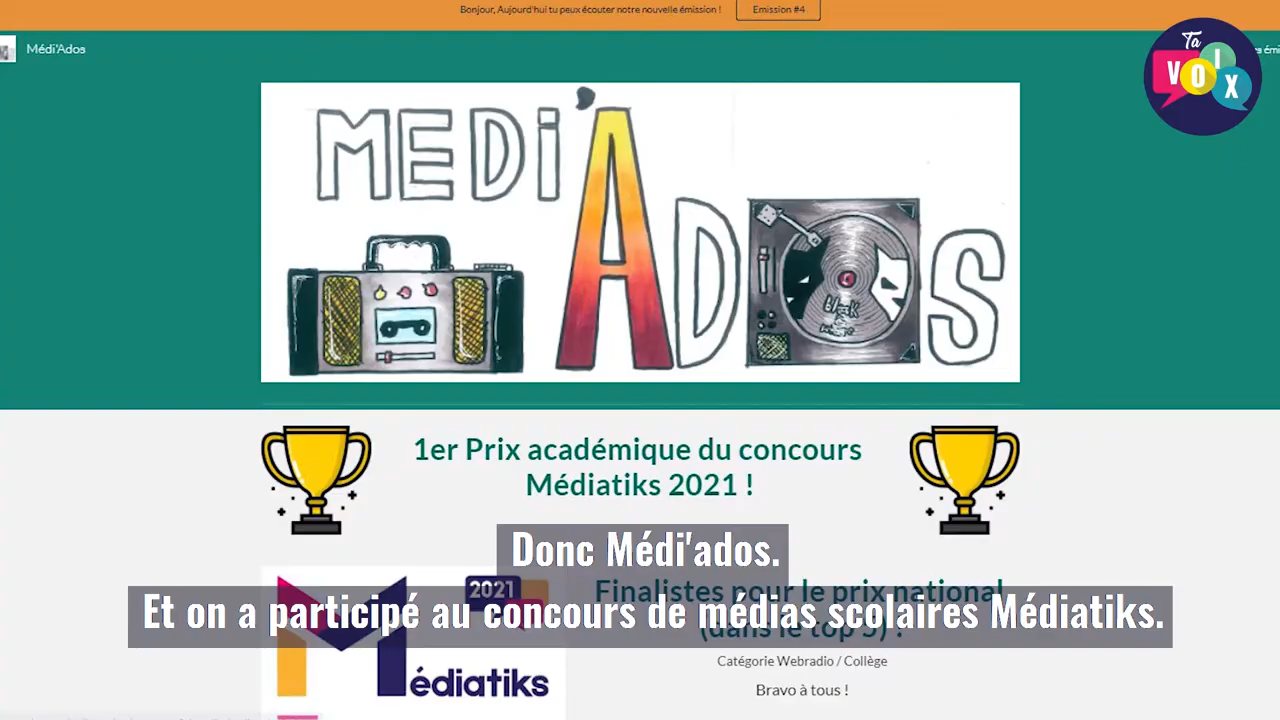 Bonjour, Aujourd'hui tu peux écouter notre nouvelle émission !
Emission #4
Médi'Ados
Ta
VOIX
MEDI'ADOS
1er Prix académique du concours
Médiatiks 2021 !
Donc Médi'ados.
2021
Finalistes pour le prix national
Et on a participé au concours de médias scolaires Médiatiks.
(dans le top 5) !
Médiatiks
Catégorie Webradio / Collège
Bravo à tous !